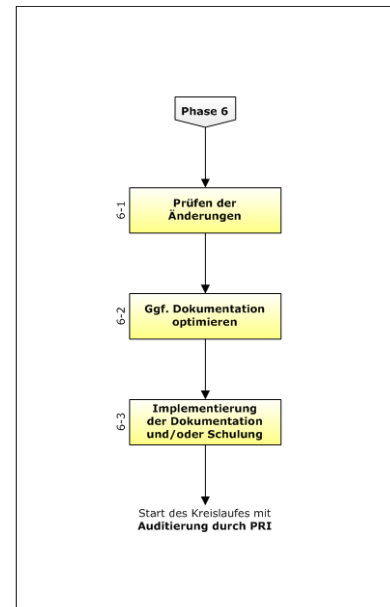 Phase 6
6-1
Prüfen der
Änderungen
6-2
Ggf. Dokumentation
optimieren
6-3
Implementierung
der Dokumentation
und/oder Schulung
Start des Kreislaufes mit
Auditierung durch PRI